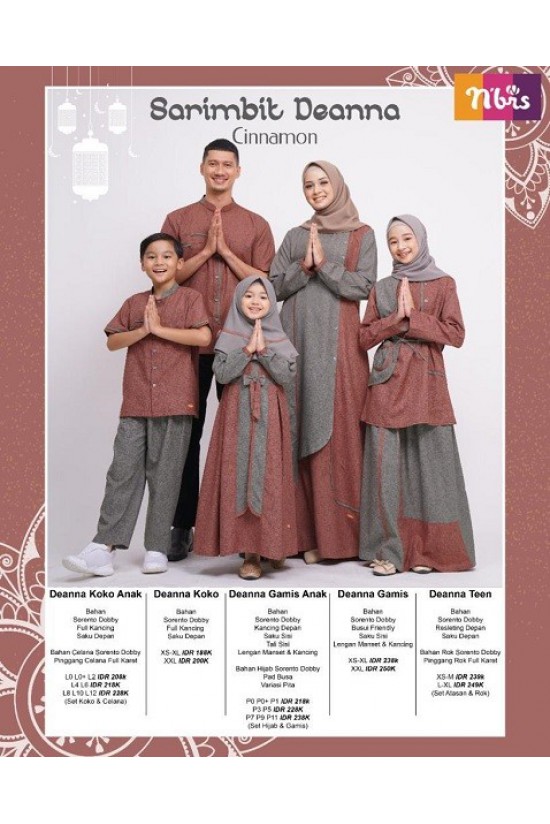 Sarimbit Deanna
Cinnamon
N'brs
Deanna Koko Anak
Bahan
Sorento Dobby
Full Kancing
Saku Depan
Bahan Celana Sorento Dobby
Pinggang Celana Full Karet
L0 L0+ L2 IDR 208k
L4 L6 IDR 218K
L8 L10 L12 IDR 228K
(Set Koko & Celana)
Deanna Koko
Bahan
Sorento Dobby
Full Kancing
Saku Depan
XS-XL IDR 188K
XXL IDR 200K
Deanna Gamis Anak
Bahan
Sorento Dobby
Kancing Depan
Saku Sisi
Tali Sisi
Lengan Manset & Kancing
Bahan Hijab Sorento Dobby
Pad Busa
Variasi Pita
P0 P0+ P1 IDR 218k
P3 P5 IDR 228K
P7 P9 P11 IDR 238K
(Set Hijab & Gamis)
Deanna Gamis
Bahan
Sorento Dobby
Busui Friendly
Saku Sisi
Lengan Manset & Kancing
XS-XL IDR 238k
XXL IDR 250K
Deanna Teen
Bahan
Sorento Dobby
Resleting Depan
Saku Depan
Bahan Rok Sorento Dobby
Pinggang Rok Full Karet
XS-M IDR 239k
L-XL IDR 249K
(Set Atasan & Rok)